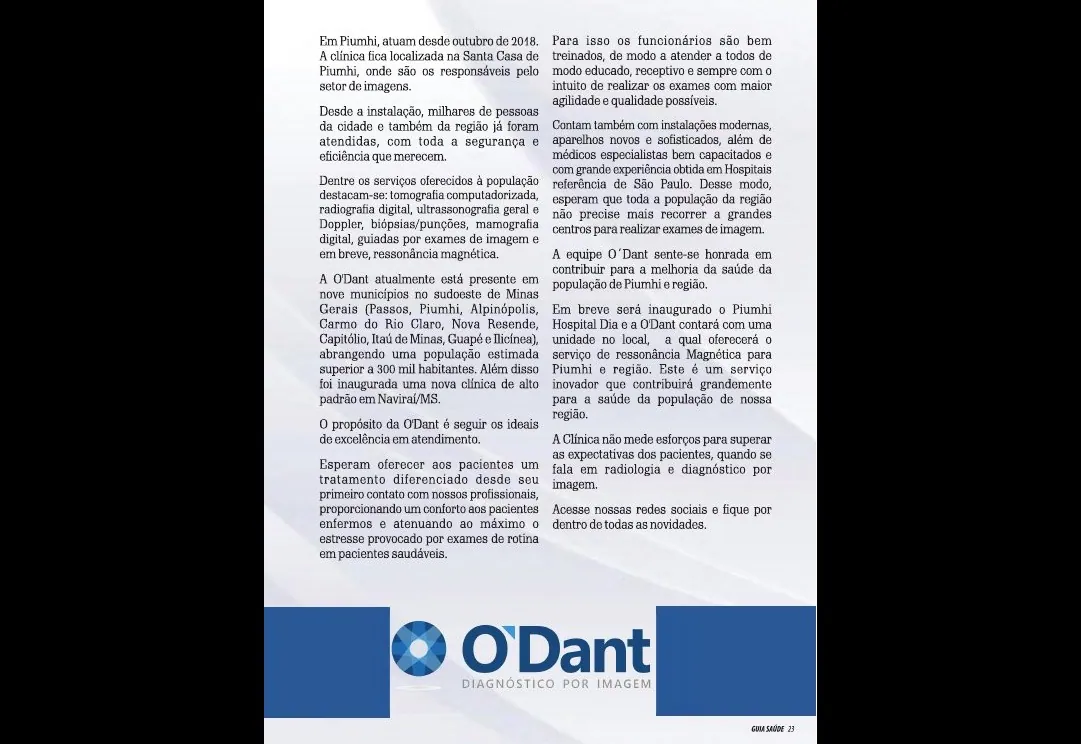 Em Piumhi, atuam desde outubro de 2018.
A clínica fica localizada na Santa Casa de
Piumhi, onde são os responsáveis pelo
setor de imagens.
Desde a instalação, milhares de pessoas
da cidade e também da região já foram
atendidas, com toda a segurança e
eficiência que merecem.
Dentre os serviços oferecidos à população
destacam-se: tomografia computadorizada,
radiografia digital, ultrassonografia geral e
Doppler, biópsias/punções, mamografia
digital, guiadas por exames de imagem e
em breve, ressonância magnética.
A O'Dant atualmente está presente em
nove municípios no sudoeste de Minas
Gerais (Passos, Piumhi, Alpinópolis,
Carmo do Rio Claro, Nova Resende,
Capitólio, Itaú de Minas, Guapé e Ilicínea),
abrangendo uma população estimada
superior a 300 mil habitantes. Além disso
foi inaugurada uma nova clínica de alto
padrão em Naviraí/MS.
O propósito da O'Dant é seguir os ideais
de excelência em atendimento.
Esperam oferecer aos pacientes um
tratamento diferenciado desde seu
primeiro contato com nossos profissionais,
proporcionando um conforto aos pacientes
enfermos e atenuando ao máximo o
estresse provocado por exames de rotina
em pacientes saudáveis.
Para isso os funcionários são bem
treinados, de modo a atender a todos de
modo educado, receptivo e sempre com o
intuito de realizar os exames com maior
agilidade e qualidade possíveis.
Contam também com instalações modernas,
aparelhos novos e sofisticados, além de
médicos especialistas bem capacitados e
com grande experiência obtida em Hospitais
referência de São Paulo. Desse modo,
esperam que toda a população da região
não precise mais recorrer a grandes
centros para realizar exames de imagem.
A equipe O´Dant sente-se honrada em
contribuir para a melhoria da saúde da
população de Piumhi e região.
Em breve será inaugurado o Piumhi
Hospital Dia e a O'Dant contará com uma
unidade no local, a qual oferecerá o
serviço de ressonância Magnética para
Piumhi e região. Este é um serviço
inovador que contribuirá grandemente
para a saúde da população de nossa
região.
A Clínica não mede esforços para superar
as expectativas dos pacientes, quando se
fala em radiologia e diagnóstico por
imagem.
Acesse nossas redes sociais e fique por
dentro de todas as novidades.
O'Dant
DIAGNÓSTICO POR IMAGEM
GUIA SAÚDE 23